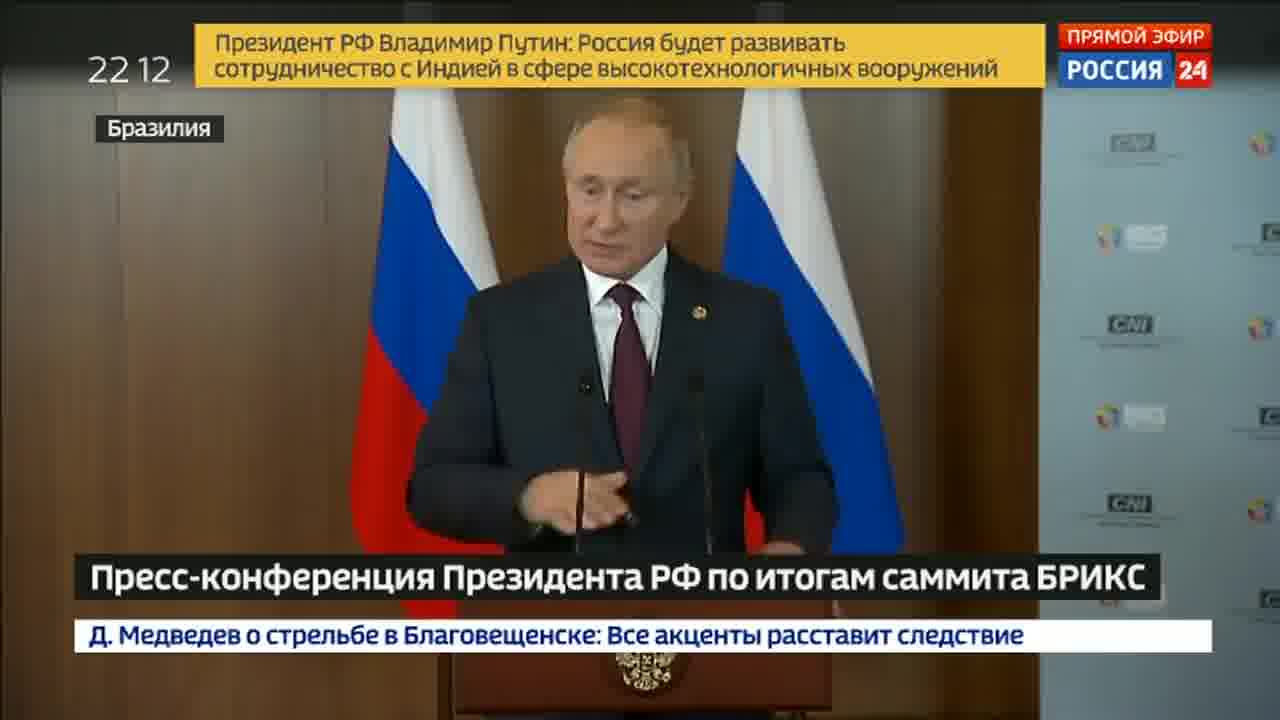 22 12
Президент РФ Владимир Путин: Россия будет развивать
сотрудничество с Индией в сфере высокотехнологичных вооружений
ПРЯМОЙ ЭФИР
РОССИЯ 24
Бразилия
CNI
CNI
CNI
Пресс-конференция Президента РФ по итогам саммита БРИКС
Д. Медведев о стрельбе в Благовещенске: Все акценты расставит следствие